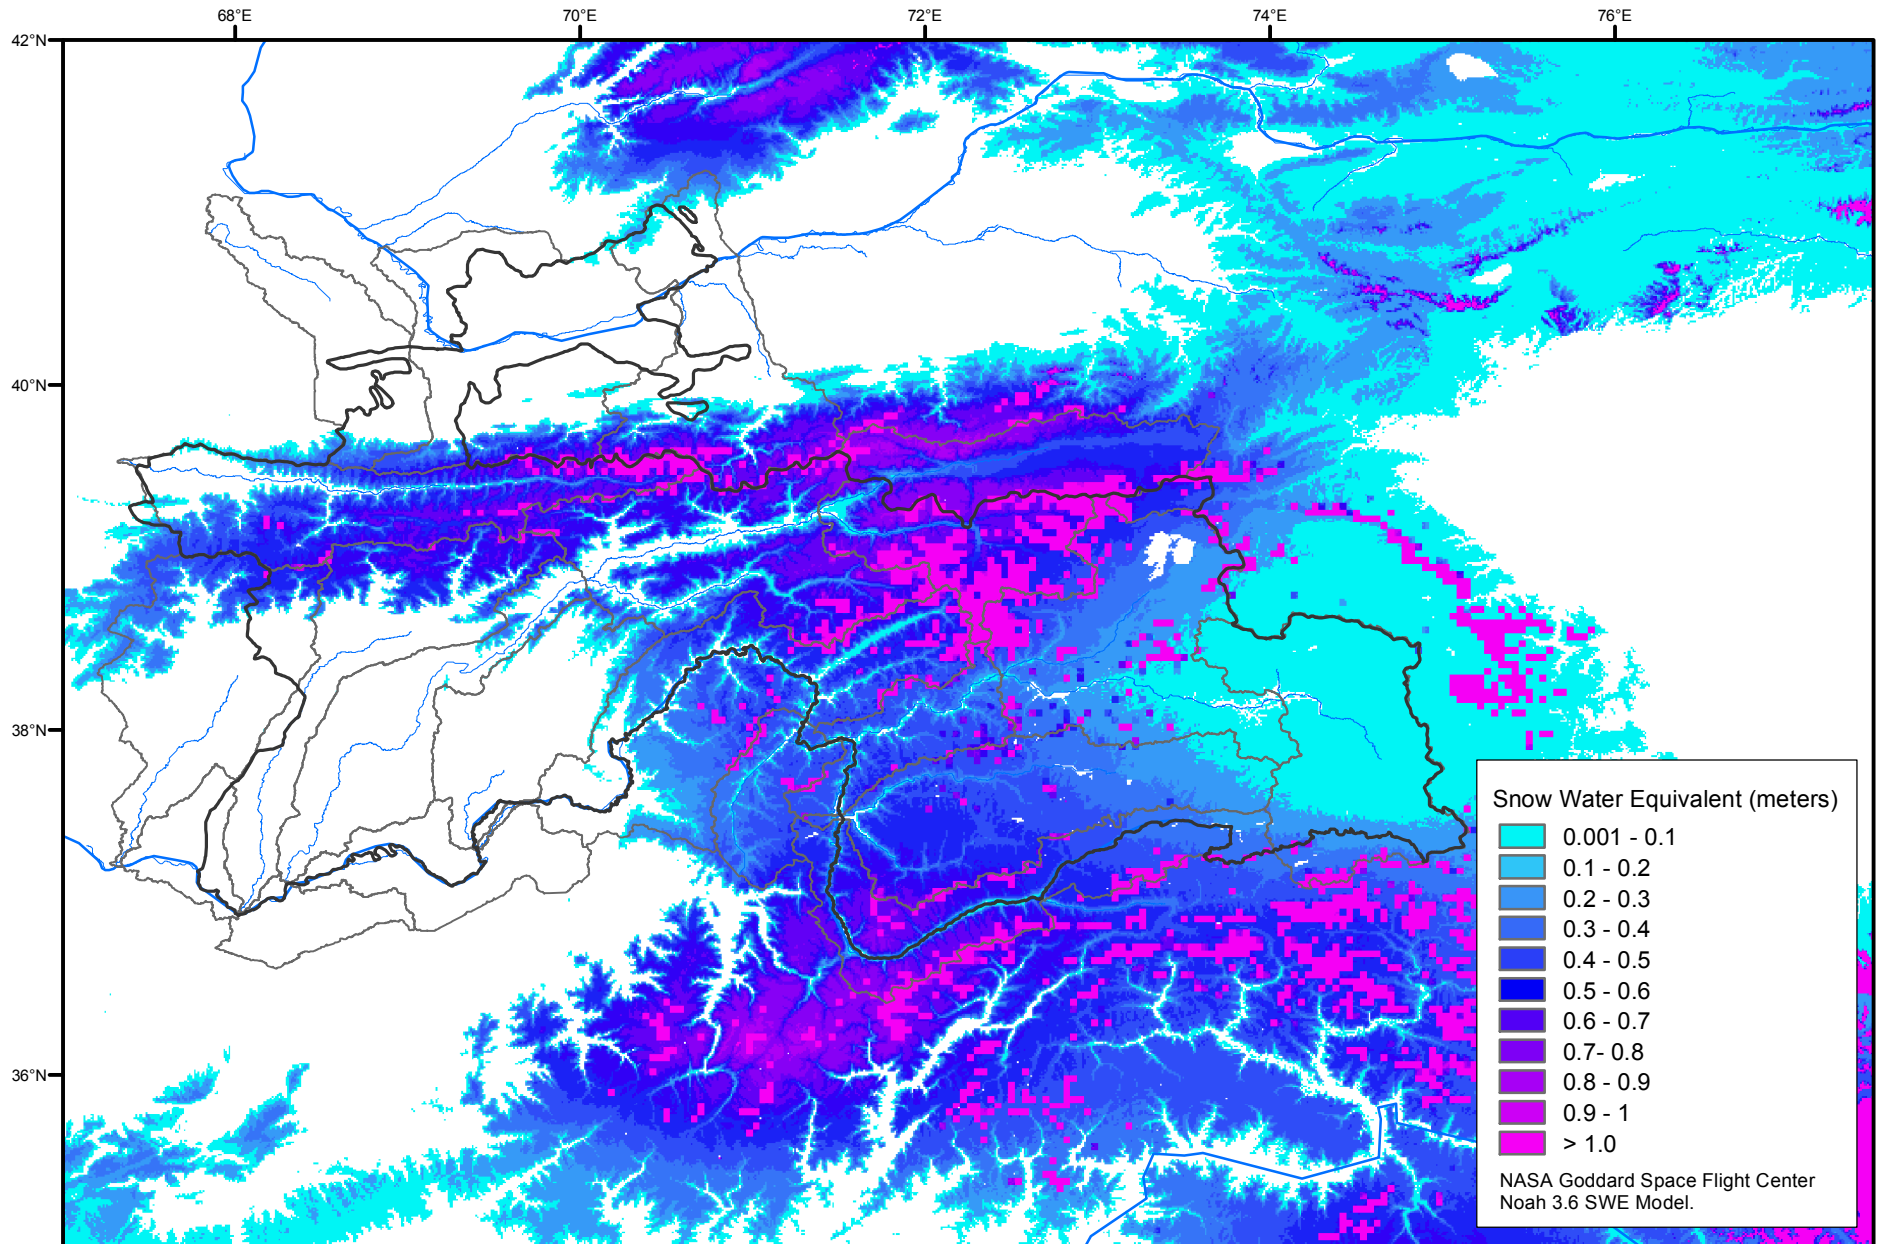 68°E
70°E
72°E
74°E
76°E
42°N
40°N
38°N
36°N
Snow Water Equivalent (meters)
0.001 - 0.1
0.1 - 0.2
0.2 - 0.3
0.3 - 0.4
0.4 - 0.5
0.5 - 0.6
0.6 - 0.7
0.7- 0.8
0.8 - 0.9
0.9 - 1
> 1.0
NASA Goddard Space Flight Center
Noah 3.6 SWE Model.